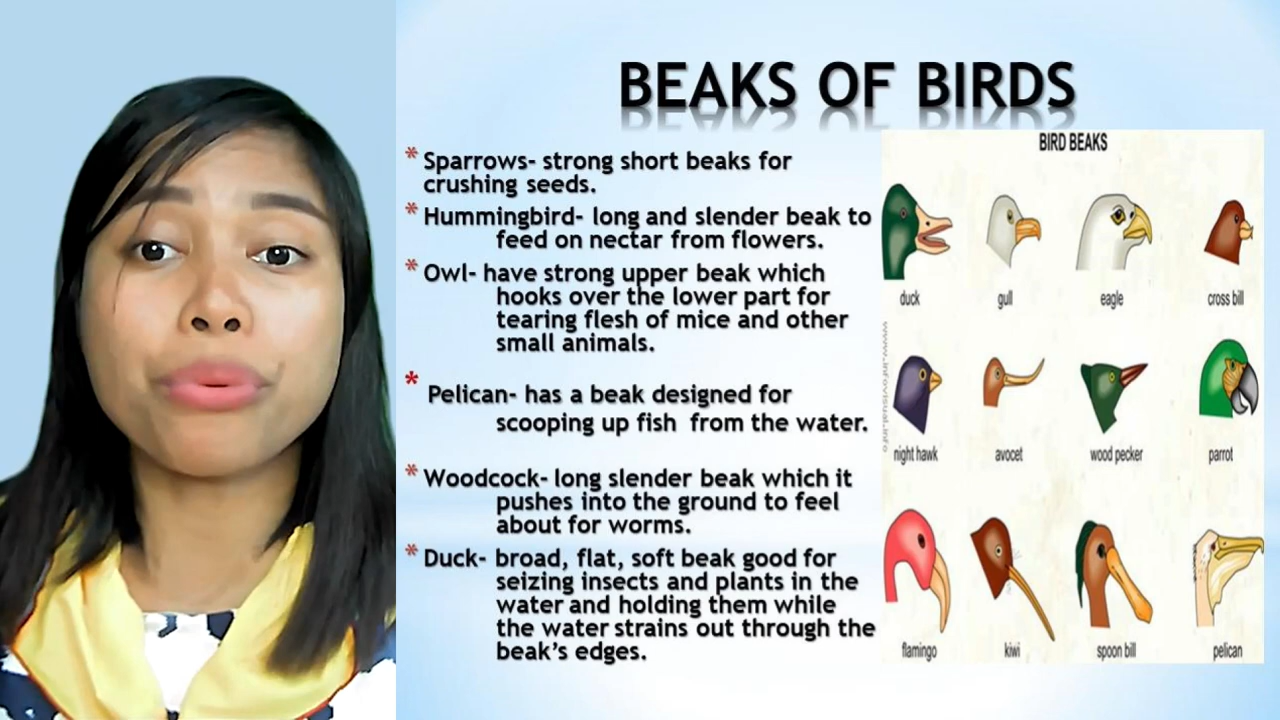 BEAKS OF BIRDS
* Sparrows- strong short beaks for
crushing seeds.
* Hummingbird- long and slender beak to
feed on nectar from flowers.
* Owl- have strong upper beak which
hooks over the lower part for
tearing flesh of mice and other
small animals.
* Pelican- has a beak designed for
scooping up fish from the water.
* Woodcock- long slender beak which it
pushes into the ground to feel
about for worms.
* Duck- broad, flat, soft beak good for
seizing insects and plants in the
water and holding them while
the water strains out through the
beak's edges.
BIRD BEAKS
duck gull eagle cross bill
www.infovisual.info
night hawk avocet wood pecker parrot
flamingo kiwi spoon bill pelican